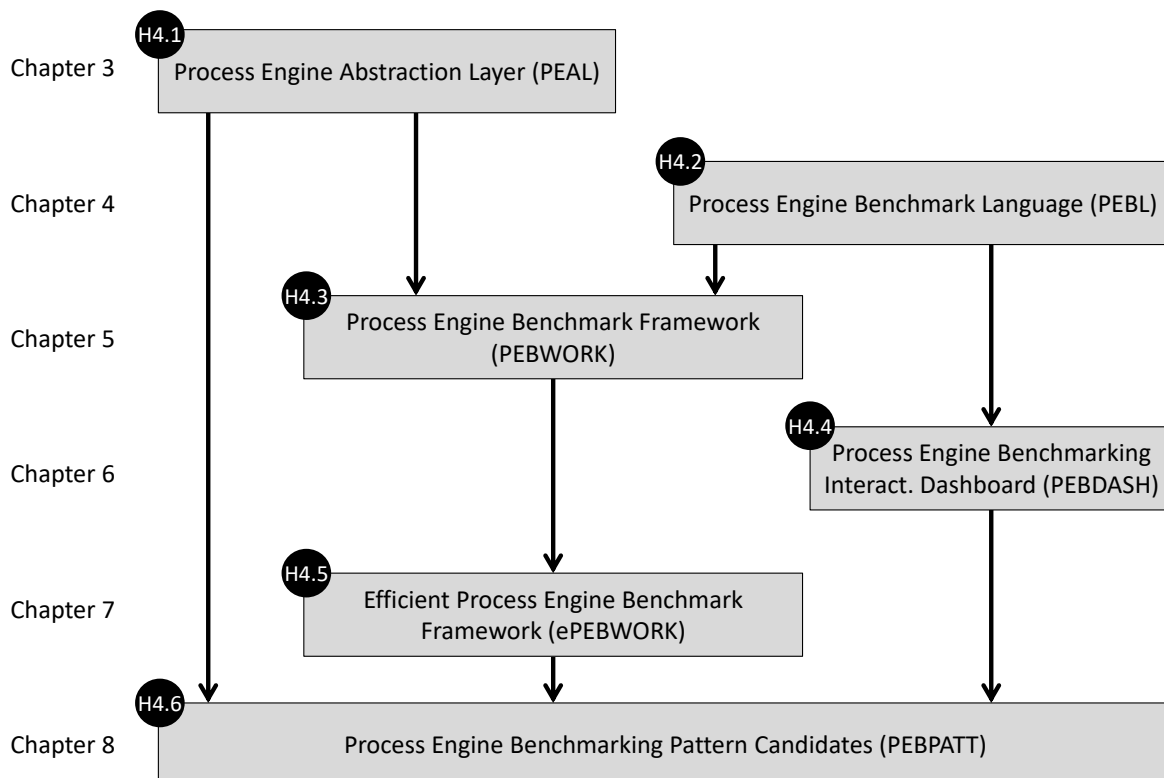 H4.1
Chapter 3
Process Engine Abstraction Layer (PEAL)
H4.2
Chapter 4
Process Engine Benchmark Language (PEBL)
H4.3
Chapter 5
Process Engine Benchmark Framework
(PEBWORK)
H4.4
Chapter 6
Process Engine Benchmarking
Interact. Dashboard (PEBDASH)
H4.5
Chapter 7
Efficient Process Engine Benchmark
Framework (ePEBWORK)
H4.6
Chapter 8
Process Engine Benchmarking Pattern Candidates (PEBPATT)